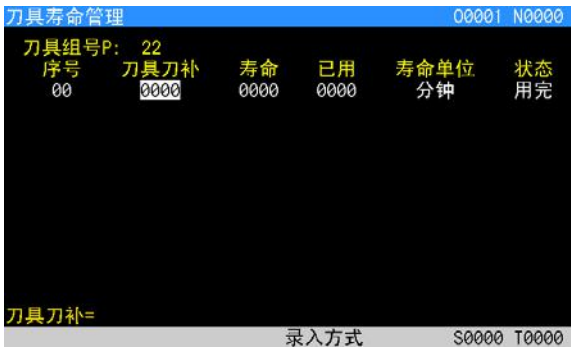 刀具寿命管理 O0001 N0000
刀具组号P: 22
序号 刀具刀补 寿命 已用 寿命单位 状态
00 0000 0000 0000 分钟 用完
刀具刀补=
录入方式 S0000 T0000